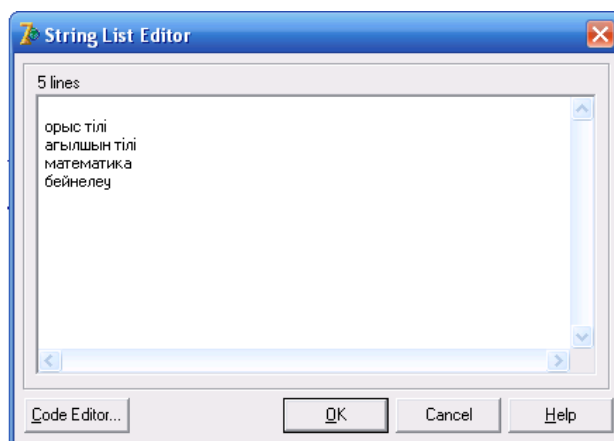 String List Editor
5 lines
орыс тілі
агылшын тілі
математика
бейнелеу
Code Editor...
OK
Cancel
Help